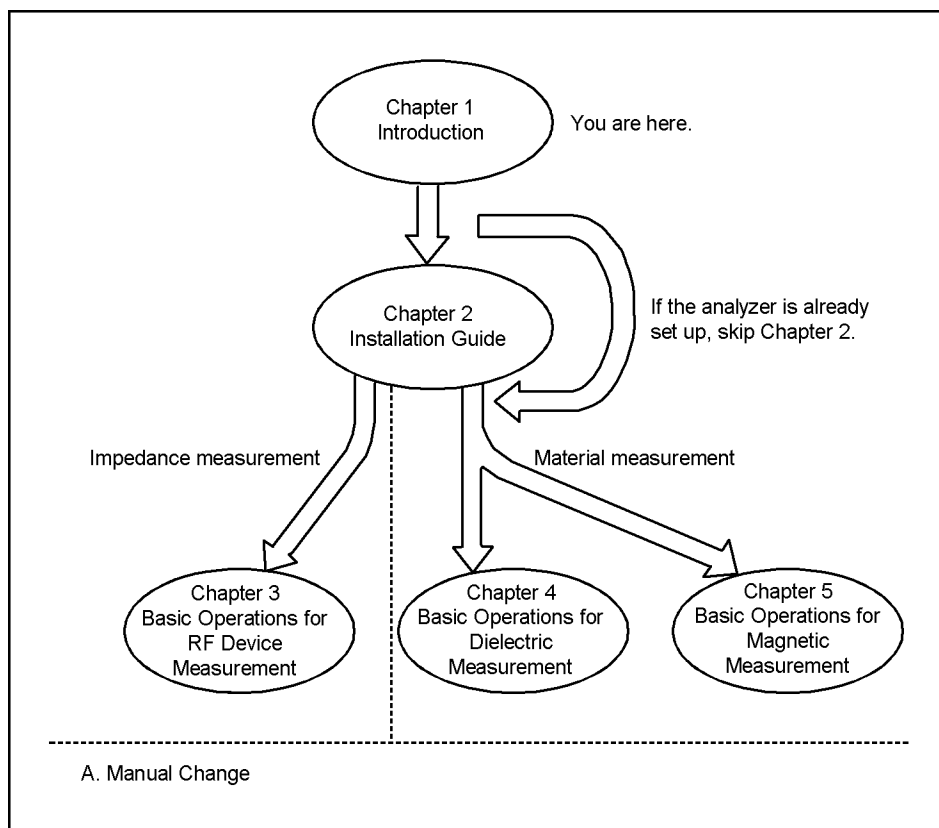 Chapter 1
Introduction
You are here.
Chapter 2
Installation Guide
If the analyzer is already
set up, skip Chapter 2.
Impedance measurement
Material measurement
Chapter 3
Basic Operations for
RF Device
Measurement
Chapter 4
Basic Operations for
Dielectric
Measurement
Chapter 5
Basic Operations for
Magnetic
Measurement
A. Manual Change